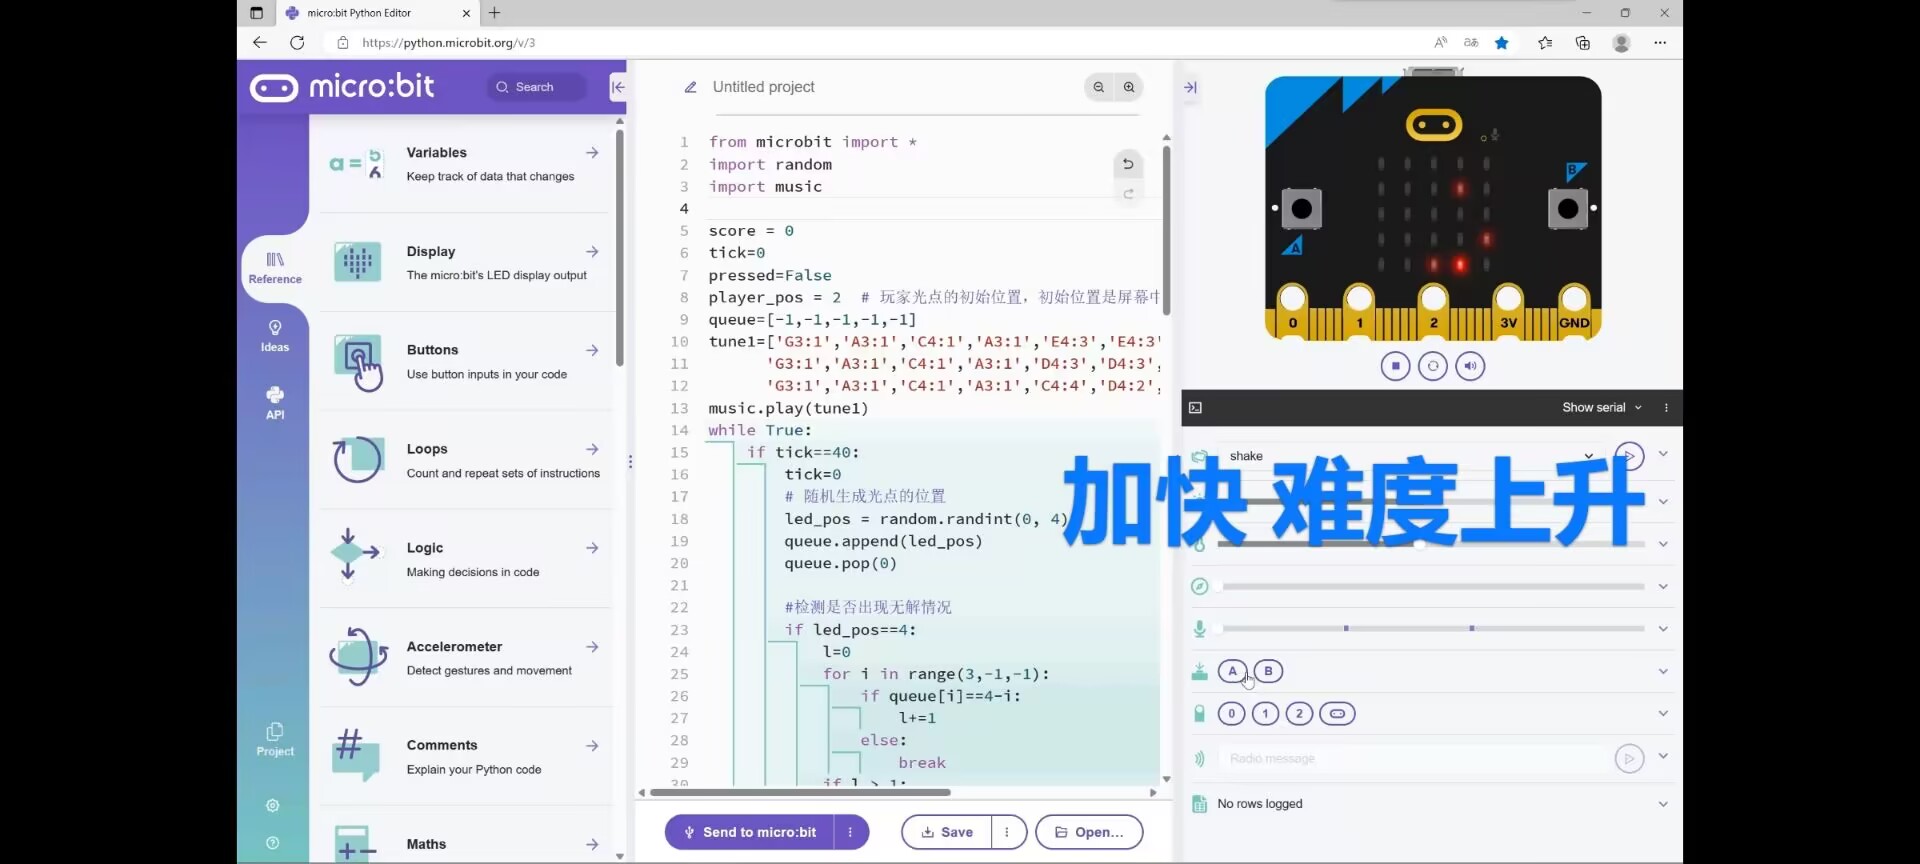 micro:bit Python Editor
https://python.microbit.org/v/3
micro:bit
Search
Reference
Ideas
API
Project
Variables
Keep track of data that changes
Display
The micro:bit's LED display output
Buttons
Use button inputs in your code
Loops
Count and repeat sets of instructions
Logic
Making decisions in code
Accelerometer
Detect gestures and movement
Comments
Explain your Python code
Maths
Untitled project
1 from microbit import *
2 import random
3 import music
4
5 score = 0
6 tick=0
7 pressed=False
8 player_pos = 2 # 玩家光点的初始位置，初始位置是屏幕中
9 queue=[-1,-1,-1,-1,-1]
10 tune1=['G3:1','A3:1','C4:1','A3:1','E4:3','E4:3'
11 'G3:1','A3:1','C4:1','A3:1','D4:3','D4:3',
12 'G3:1','A3:1','C4:1','A3:1','C4:4','D4:2',
13 music.play(tune1)
14 while True:
15 if tick==40:
16 tick=0
17 # 随机生成光点的位置
18 led_pos = random.randint(0, 4)
19 queue.append(led_pos)
20 queue.pop(0)
21
22 #检测是否出现无解情况
23 if led_pos==4:
24 l=0
25 for i in range(3,-1,-1):
26 if queue[i]==4-i:
27 l+=1
28 else:
29 break
30 if l > 1:
Send to micro:bit
Save
Open...
A
B
0 1 2 3V GND
Show serial
shake
加快 难度上升
A B
0 1 2
Radio message
No rows logged